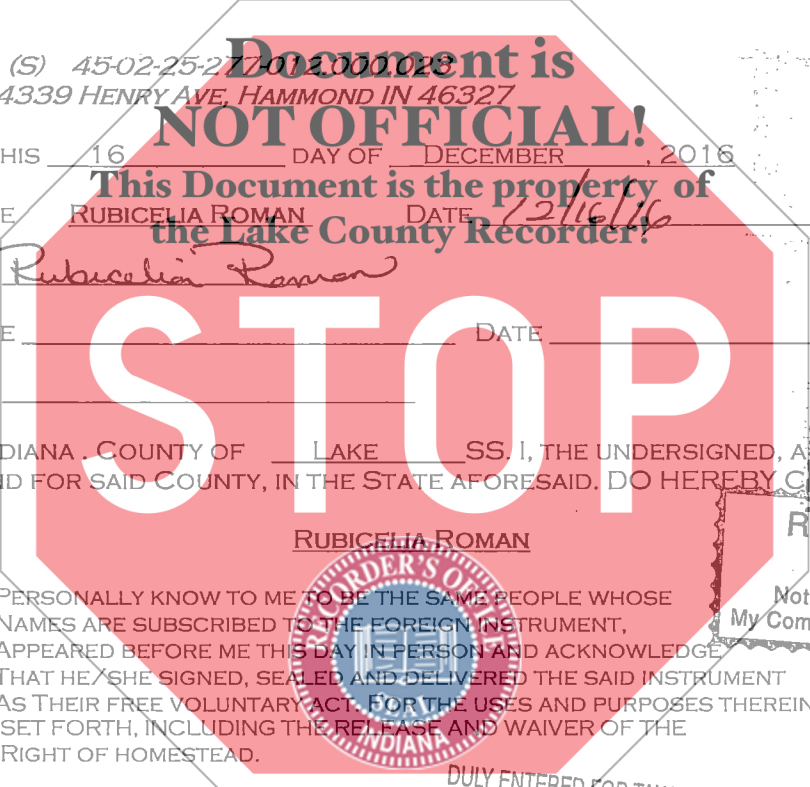 Document is
(S) 45-02-25-277-012.000.023
4339 HENRY AVE, HAMMOND IN 46327
NOT OFFICIAL!
HIS 16 DAY OF DECEMBER, 2016
This Document is the property of
E RUBICELIA ROMAN DATE 12/16/16
the Lake County Recorder!
Rubicelia Roman
E DATE
STOP
DIANA . COUNTY OF LAKE SS. I, THE UNDERSIGNED, A
ND FOR SAID COUNTY, IN THE STATE AFORESAID. DO HEREBY C
R
RUBICELIA ROMAN
RECORDER'S OFFICE
SEAL
INDIANA
PERSONALLY KNOW TO ME TO BE THE SAME PEOPLE WHOSE
Not
NAMES ARE SUBSCRIBED TO THE FOREIGN INSTRUMENT,
My Com
APPEARED BEFORE ME THIS DAY IN PERSON AND ACKNOWLEDGE
THAT HE/SHE SIGNED, SEALED AND DELIVERED THE SAID INSTRUMENT
AS THEIR FREE VOLUNTARY ACT. FOR THE USES AND PURPOSES THEREIN
SET FORTH, INCLUDING THE RELEASE AND WAIVER OF THE
RIGHT OF HOMESTEAD.
DULY ENTERED FOR